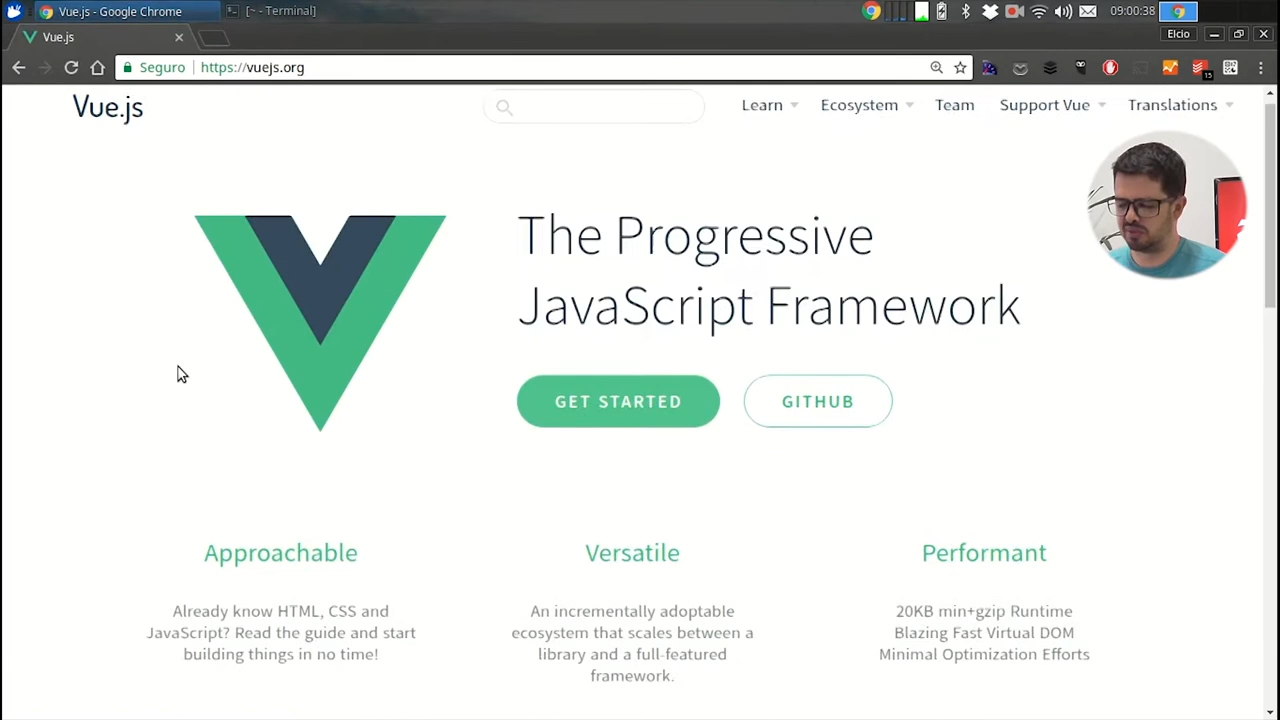 Vue.js - Google Chrome
[~ - Terminal]
09:00:38
Vue.js
Elcio
Seguro
https://vuejs.org
15
Vue.js
Learn
Ecosystem
Team
Support Vue
Translations
The Progressive
JavaScript Framework
GET STARTED
GITHUB
Approachable
Already know HTML, CSS and
JavaScript? Read the guide and start
building things in no time!
Versatile
An incrementally adoptable
ecosystem that scales between a
library and a full-featured
framework.
Performant
20KB min+gzip Runtime
Blazing Fast Virtual DOM
Minimal Optimization Efforts